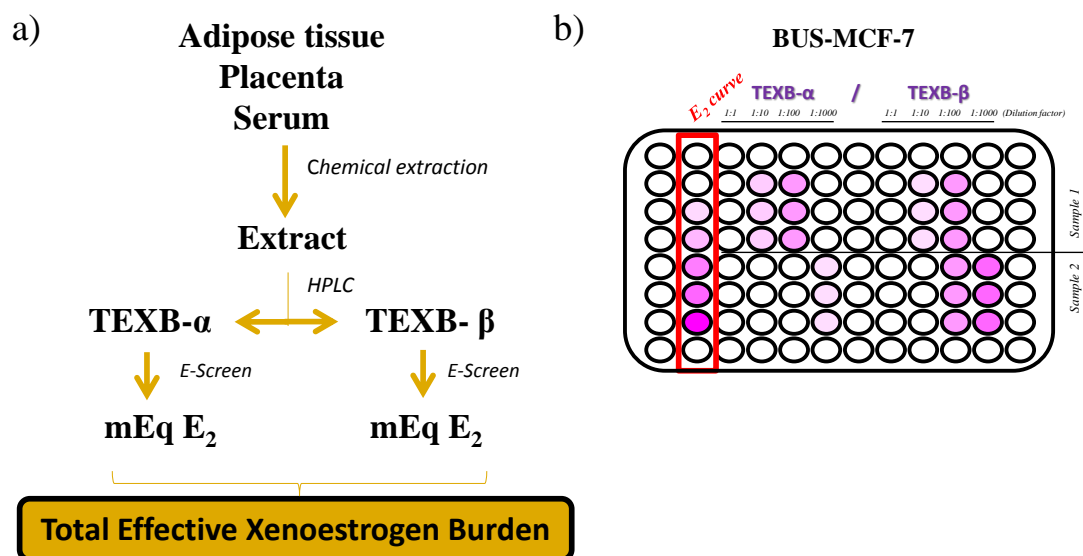 a)
Adipose tissue
Placenta
Serum
Chemical extraction
Extract
HPLC
TEXB-α
TEXB- β
E-Screen
E-Screen
mEq E₂
mEq E₂
Total Effective Xenoestrogen Burden
b)
BUS-MCF-7
E₂ curve
TEXB-α / TEXB-β
1:1 1:10 1:100 1:1000 1:1 1:10 1:100 1:1000 (Dilution factor)
Sample 1
Sample 2